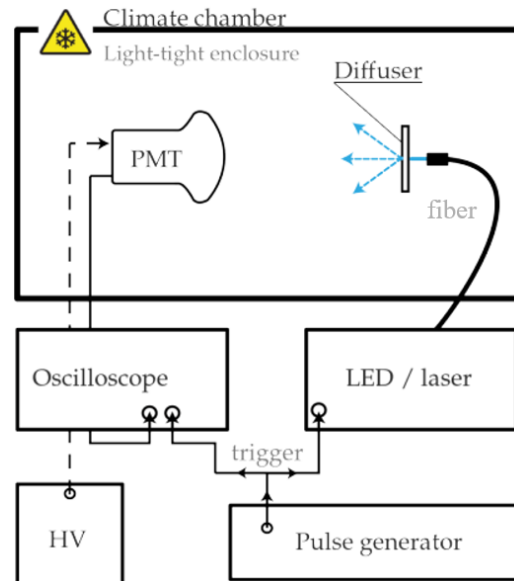 Climate chamber
Light-tight enclosure
Diffuser
PMT
fiber
Oscilloscope
LED / laser
trigger
HV
Pulse generator